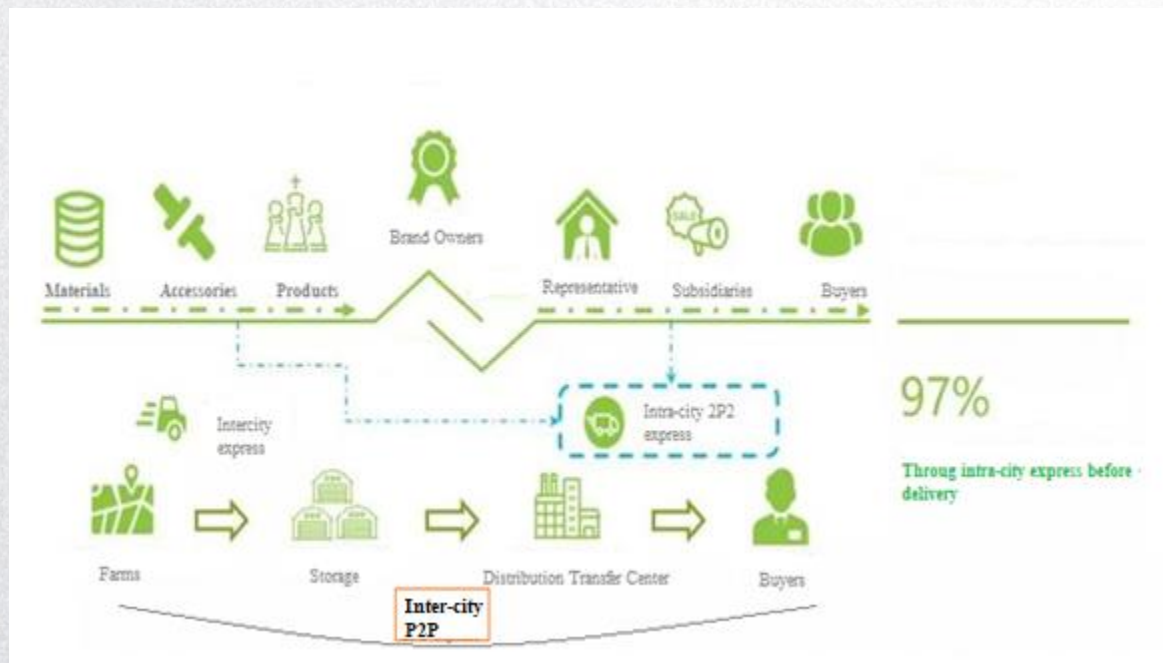 Brand Owners
SALE
Materials
Accessories
Products
Representative
Subsidiaries
Buyers
Intercity
express
Intra-city 2P2
express
97%
Throug intra-city express before
delivery
Farms
Storage
Distribution Transfer Center
Buyers
Inter-city
P2P